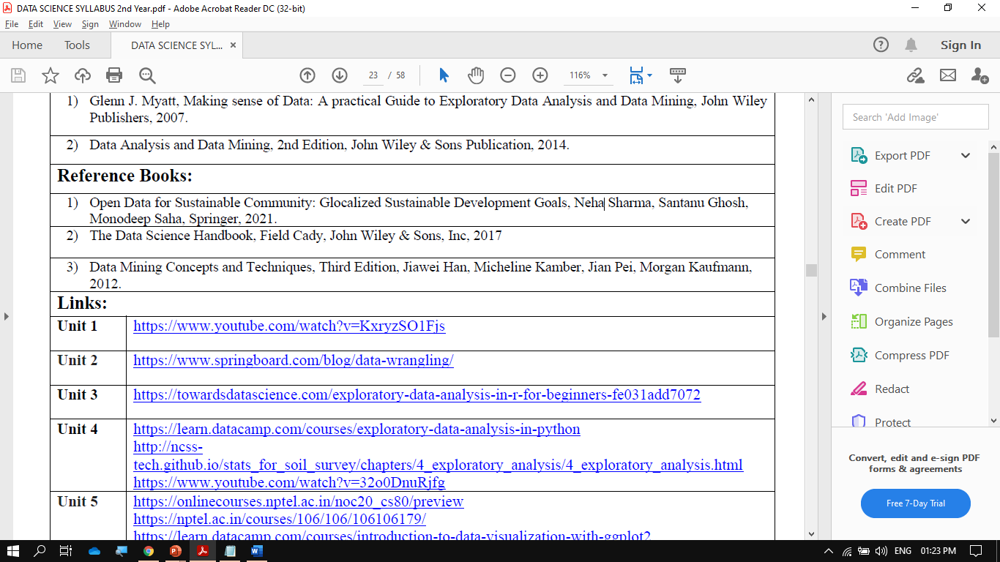 DATA SCIENCE SYLLABUS 2nd Year.pdf - Adobe Acrobat Reader DC (32-bit)
File Edit View Sign Window Help
Home Tools DATA SCIENCE SYL... × Sign In
23 / 58 116%
1) Glenn J. Myatt, Making sense of Data: A practical Guide to Exploratory Data Analysis and Data Mining, John Wiley
Publishers, 2007.
2) Data Analysis and Data Mining, 2nd Edition, John Wiley & Sons Publication, 2014.
Reference Books:
1) Open Data for Sustainable Community: Glocalized Sustainable Development Goals, Neha Sharma, Santanu Ghosh,
Monodeep Saha, Springer, 2021.
2) The Data Science Handbook, Field Cady, John Wiley & Sons, Inc, 2017
3) Data Mining Concepts and Techniques, Third Edition, Jiawei Han, Micheline Kamber, Jian Pei, Morgan Kaufmann,
2012.
Links:
Unit 1 https://www.youtube.com/watch?v=KxryzSO1Fjs
Unit 2 https://www.springboard.com/blog/data-wrangling/
Unit 3 https://towardsdatascience.com/exploratory-data-analysis-in-r-for-beginners-fe031add7072
Unit 4 https://learn.datacamp.com/courses/exploratory-data-analysis-in-python
http://ncss-
tech.github.io/stats_for_soil_survey/chapters/4_exploratory_analysis/4_exploratory_analysis.html
https://www.youtube.com/watch?v=32o0DnuRjfg
Unit 5 https://onlinecourses.nptel.ac.in/noc20_cs80/preview
https://nptel.ac.in/courses/106/106/106106179/
https://learn.datacamp.com/courses/introduction-to-data-visualization-with-ggplot2
Search 'Add Image'
Export PDF
Edit PDF
Create PDF
Comment
Combine Files
Organize Pages
Compress PDF
Redact
Protect
Convert, edit and e-sign PDF
forms & agreements
Free 7-Day Trial
ENG 01:23 PM